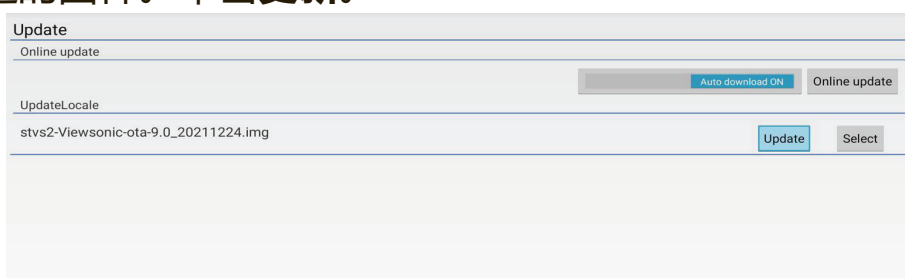 Update
Online update
Auto download ON
Online update
UpdateLocale
stvs2-Viewsonic-ota-9.0_20211224.img
Update
Select